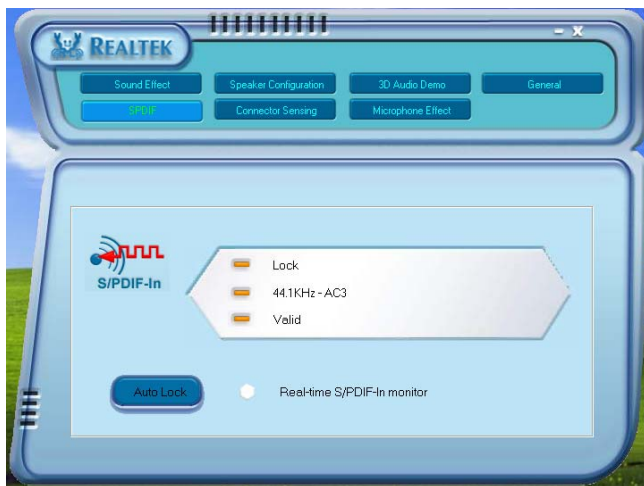 REALTEK
- X
Sound Effect
Speaker Configuration
3D Audio Demo
General
SPDIF
Connector Sensing
Microphone Effect
S/PDIF-In
Lock
44.1KHz - AC3
Valid
Auto Lock
Real-time S/PDIF-In monitor